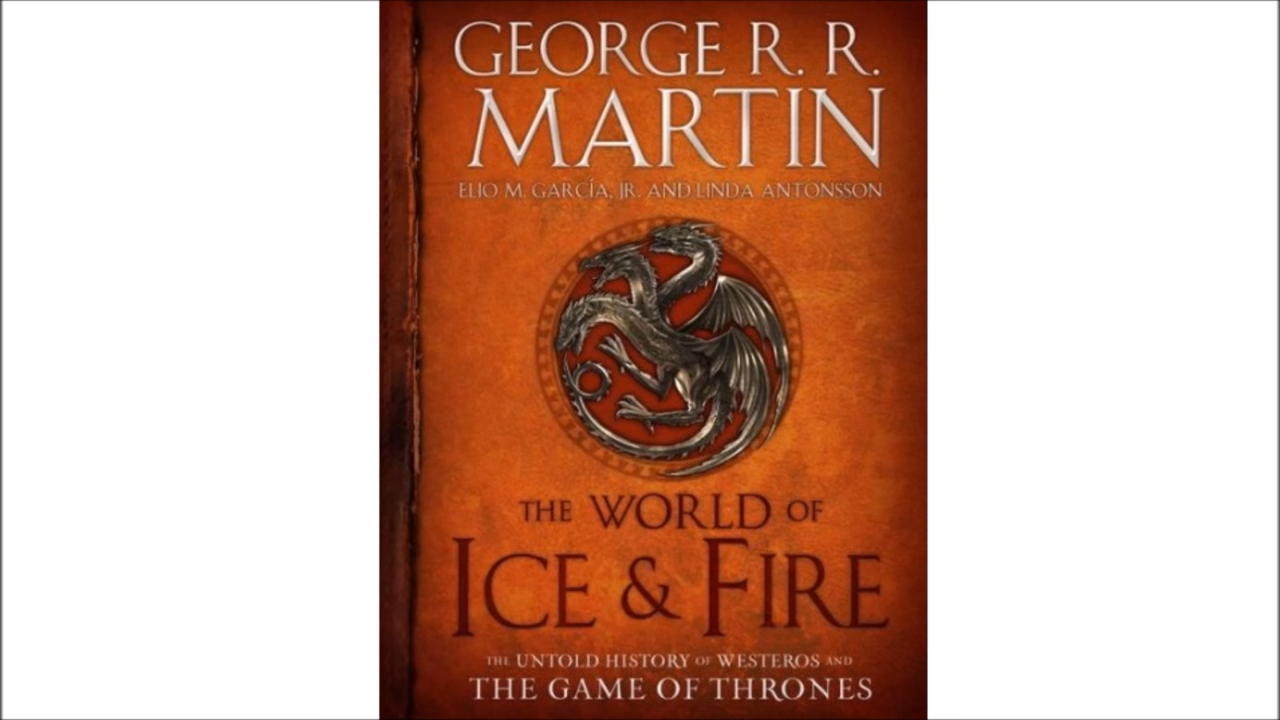 GEORGE R. R.
MARTIN
ELIO M. GARCÍA, JR. AND LINDA ANTONSSON
THE WORLD OF
ICE & FIRE
THE UNTOLD HISTORY OF WESTEROS AND
THE GAME OF THRONES